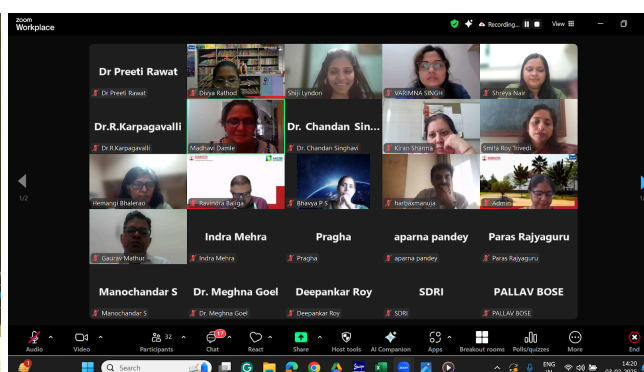 zoom
Workplace
Recording...
View
Dr Preeti Rawat
Dr Preeti Rawat
Divya Rathod
Shiji Lyndon
VARIMNA SINGH
Shreya Nair
Dr.R.Karpagavalli
Dr.R.Karpagavalli
Madhavi Damle
Dr. Chandan Sin...
Dr. Chandan Singhavi
Kiran Sharma
Smita Roy Trivedi
Hemangi Bhalerao
Ravindra Baliga
Bhavya P S
harbaxmanuja
Admin
1/2
Gaurav Mathur
Indra Mehra
Indra Mehra
Pragha
Pragha
aparna pandey
aparna pandey
Paras Rajyaguru
Paras Rajyaguru
Manochandar S
Manochandar S
Dr. Meghna Goel
Dr. Meghna Goel
Deepankar Roy
Deepankar Roy
SDRI
SDRI
PALLAV BOSE
PALLAV BOSE
Audio
Video
32
Participants
17
Chat
React
Share
Host tools
AI Companion
Apps
Breakout rooms
Polls/quizzes
More
End
Search
ENG
IN
14:20
03-02-2025